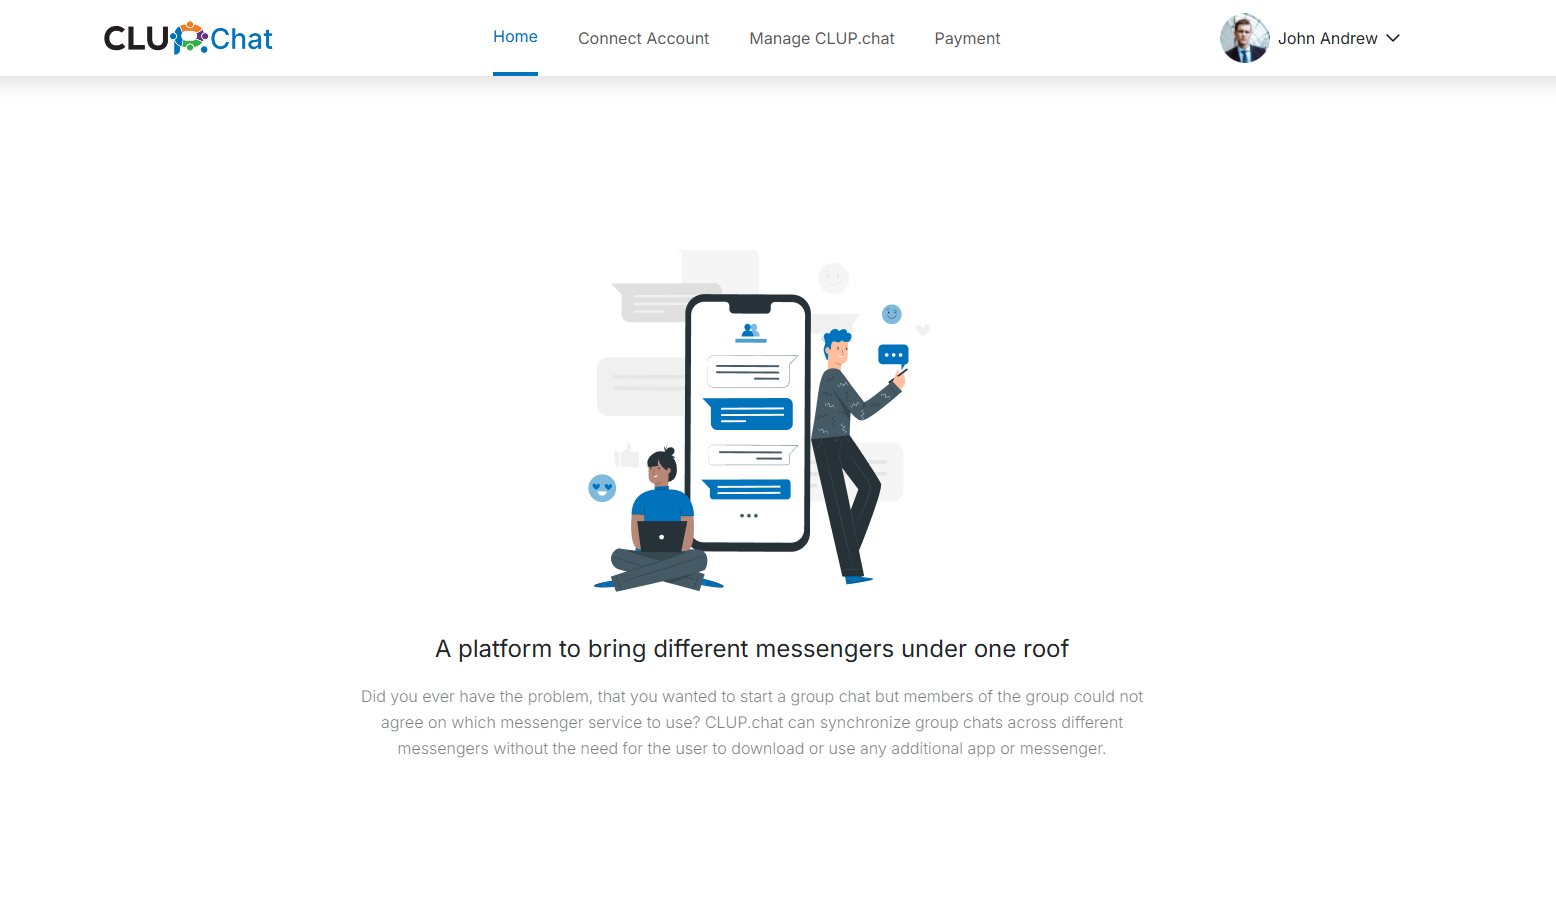 CLUP.Chat
Home
Connect Account
Manage CLUP.chat
Payment
John Andrew
A platform to bring different messengers under one roof
Did you ever have the problem, that you wanted to start a group chat but members of the group could not
agree on which messenger service to use? CLUP.chat can synchronize group chats across different
messengers without the need for the user to download or use any additional app or messenger.